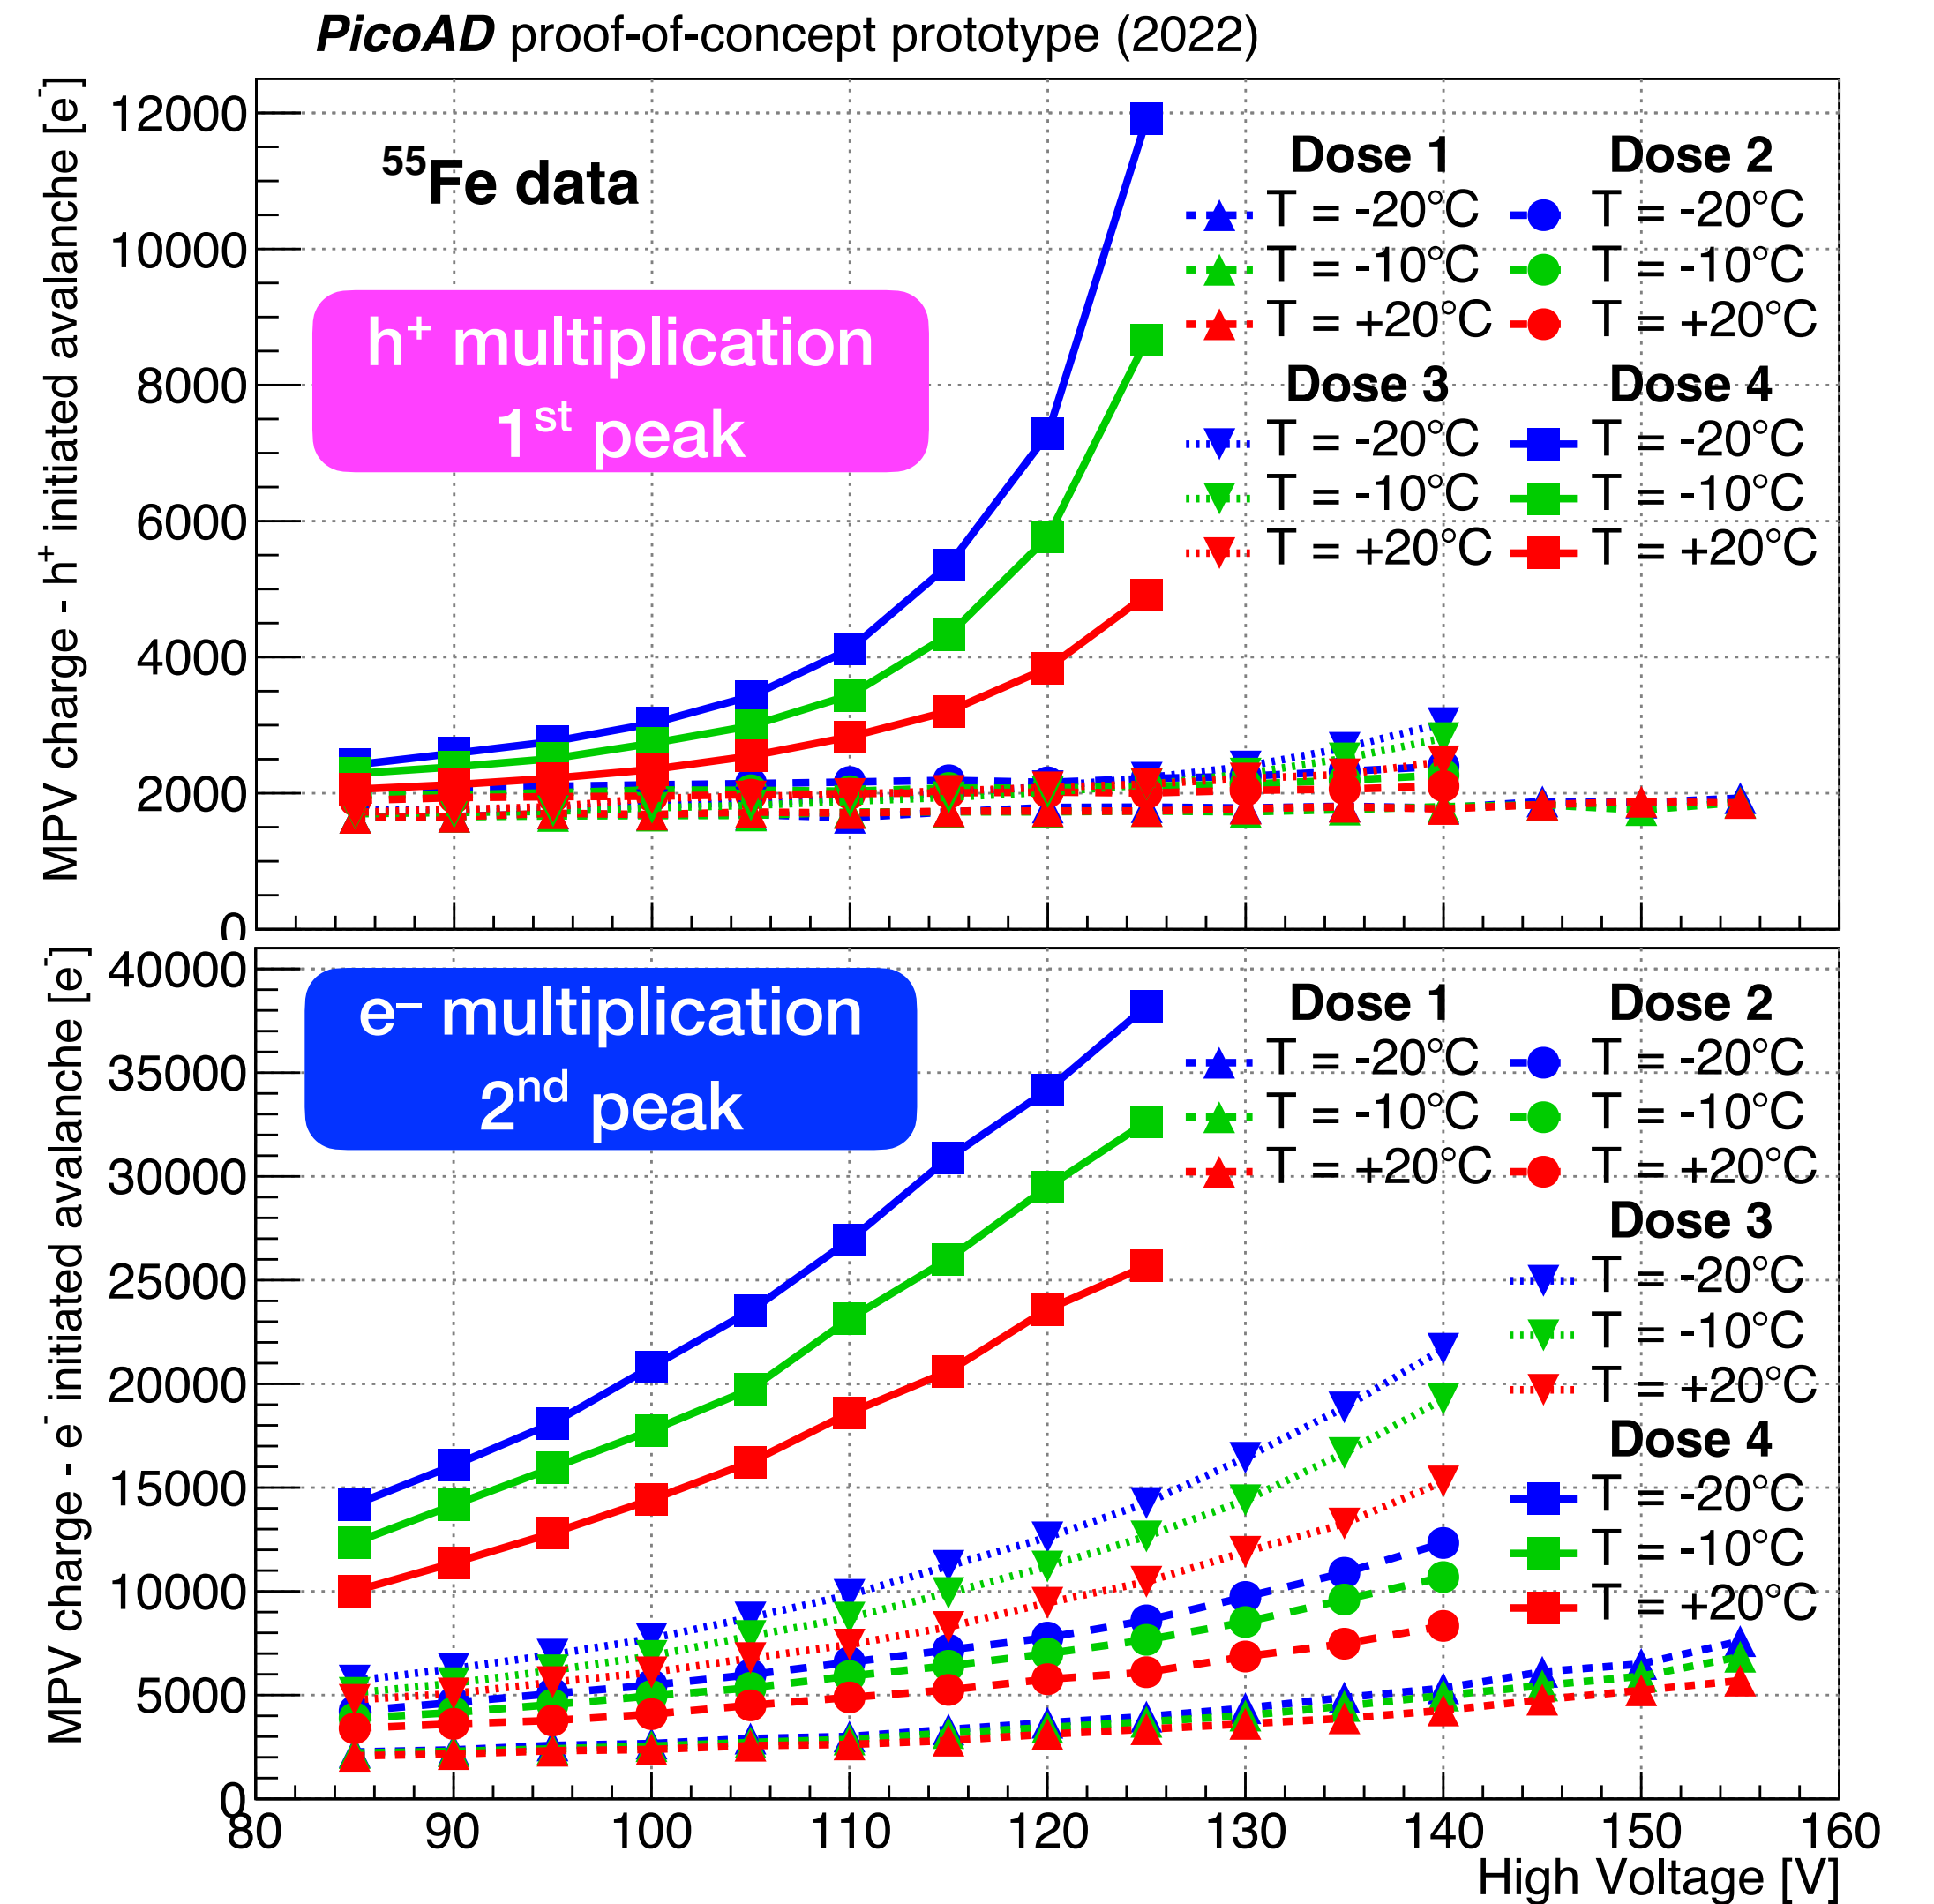 PicoAD proof-of-concept prototype (2022)
MPV charge - h⁺ initiated avalanche [e⁻]
12000
10000
8000
6000
4000
2000
0
⁵⁵Fe data
h⁺ multiplication
1ˢᵗ peak
Dose 1 Dose 2
T = -20°C T = -20°C
T = -10°C T = -10°C
T = +20°C T = +20°C
Dose 3 Dose 4
T = -20°C T = -20°C
T = -10°C T = -10°C
T = +20°C T = +20°C
MPV charge - e⁻ initiated avalanche [e⁻]
40000
35000
30000
25000
20000
15000
10000
5000
0
e⁻ multiplication
2ⁿᵈ peak
Dose 1 Dose 2
T = -20°C T = -20°C
T = -10°C T = -10°C
T = +20°C T = +20°C
Dose 3
T = -20°C
T = -10°C
T = +20°C
Dose 4
T = -20°C
T = -10°C
T = +20°C
80 90 100 110 120 130 140 150 160
High Voltage [V]